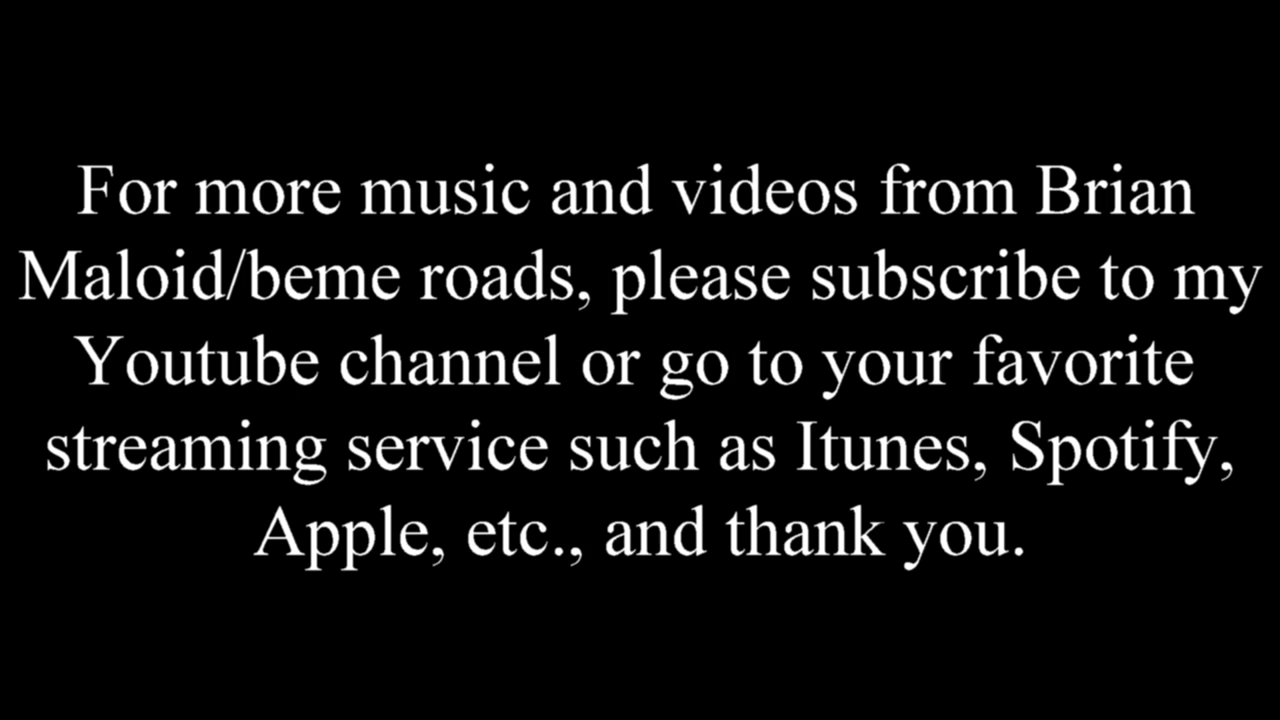 For more music and videos from Brian
Maloid/beme roads, please subscribe to my
Youtube channel or go to your favorite
streaming service such as Itunes, Spotify,
Apple, etc., and thank you.